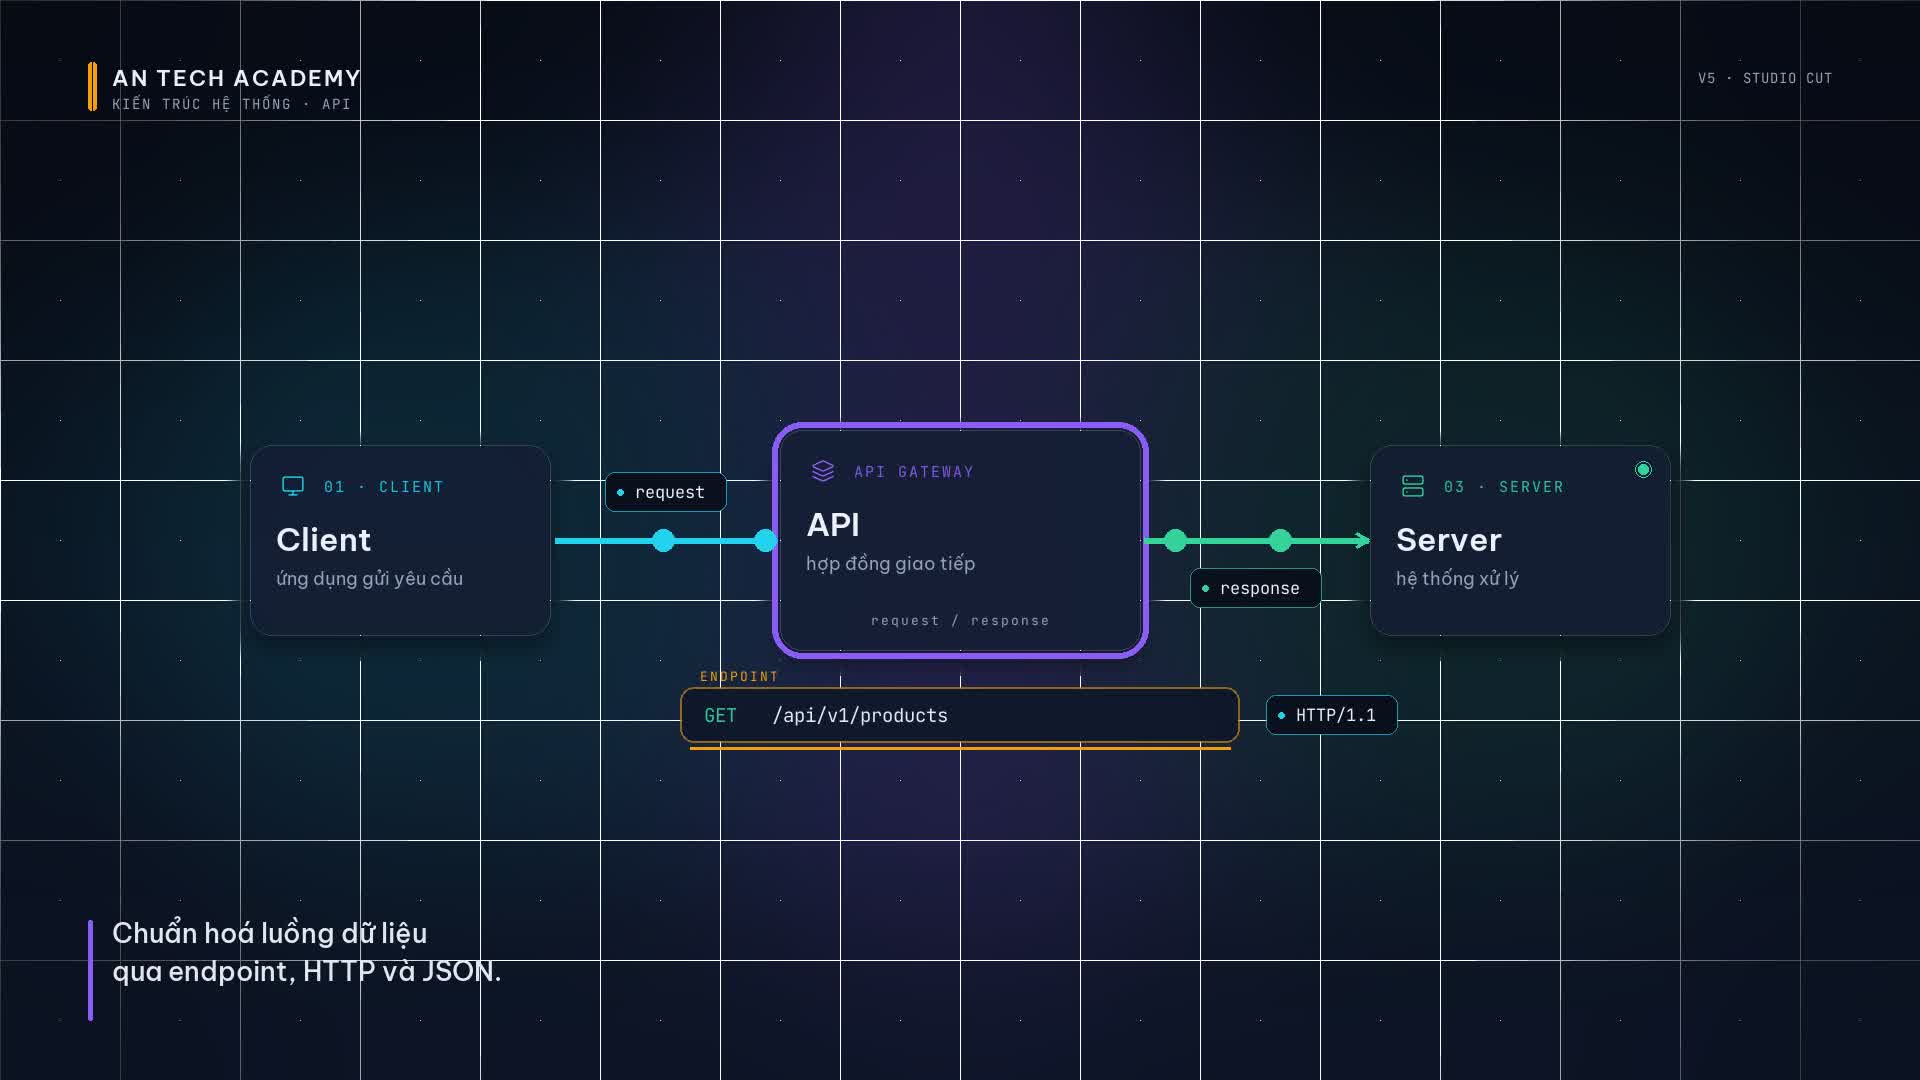 AN TECH ACADEMY
KIẾN TRÚC HỆ THỐNG · API
V5 · STUDIO CUT
01 · CLIENT
Client
ứng dụng gửi yêu cầu
request
API GATEWAY
API
hợp đồng giao tiếp
request / response
response
03 · SERVER
Server
hệ thống xử lý
ENDPOINT
GET /api/v1/products
HTTP/1.1
Chuẩn hoá luồng dữ liệu
qua endpoint, HTTP và JSON.